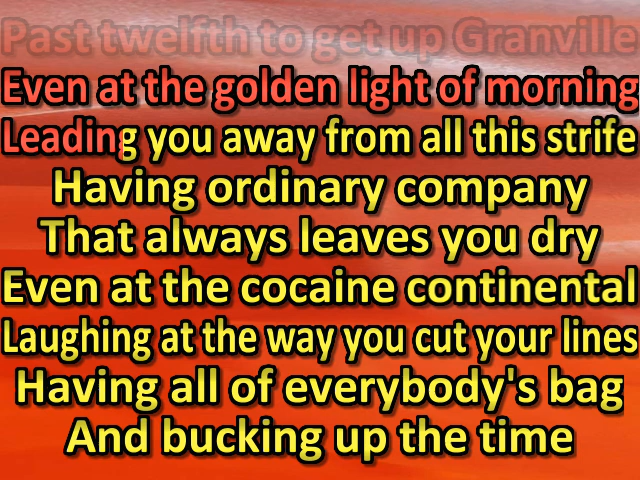 Past twelfth to get up Granville
Even at the golden light of morning
Leading you away from all this strife
Having ordinary company
That always leaves you dry
Even at the cocaine continental
Laughing at the way you cut your lines
Having all of everybody's bag
And bucking up the time